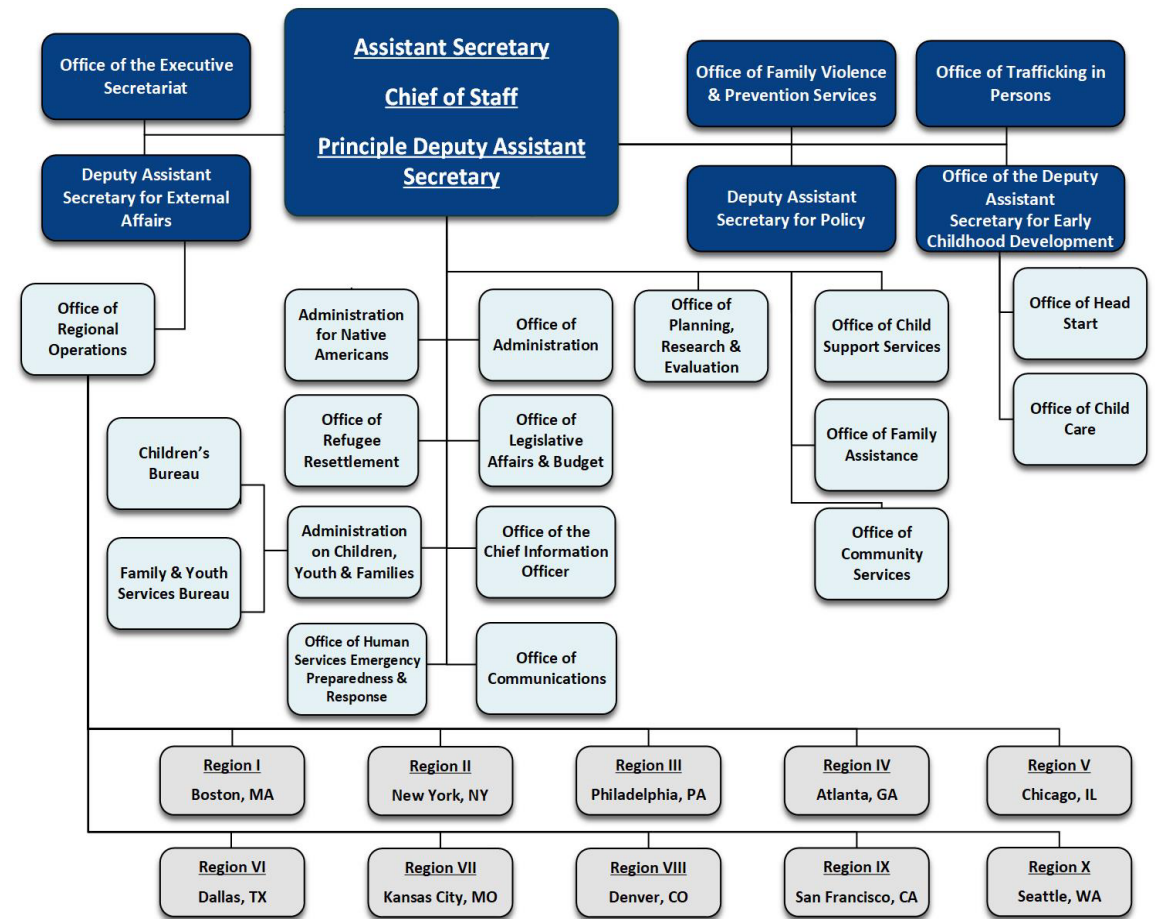 Office of the Executive
Secretariat
Assistant Secretary
Chief of Staff
Principle Deputy Assistant
Secretary
Office of Family Violence
& Prevention Services
Office of Trafficking in
Persons
Deputy Assistant
Secretary for External
Affairs
Deputy Assistant
Secretary for Policy
Office of the Deputy
Assistant
Secretary for Early
Childhood Development
Office of
Regional
Operations
Administration
for Native
Americans
Office of
Administration
Office of
Planning,
Research &
Evaluation
Office of Child
Support Services
Office of Head
Start
Children’s
Bureau
Office of
Refugee
Resettlement
Office of
Legislative
Affairs & Budget
Office of Family
Assistance
Office of Child
Care
Family & Youth
Services Bureau
Administration
on Children,
Youth & Families
Office of the
Chief Information
Officer
Office of
Community
Services
Office of Human
Services Emergency
Preparedness &
Response
Office of
Communications
Region I
Boston, MA
Region II
New York, NY
Region III
Philadelphia, PA
Region IV
Atlanta, GA
Region V
Chicago, IL
Region VI
Dallas, TX
Region VII
Kansas City, MO
Region VIII
Denver, CO
Region IX
San Francisco, CA
Region X
Seattle, WA